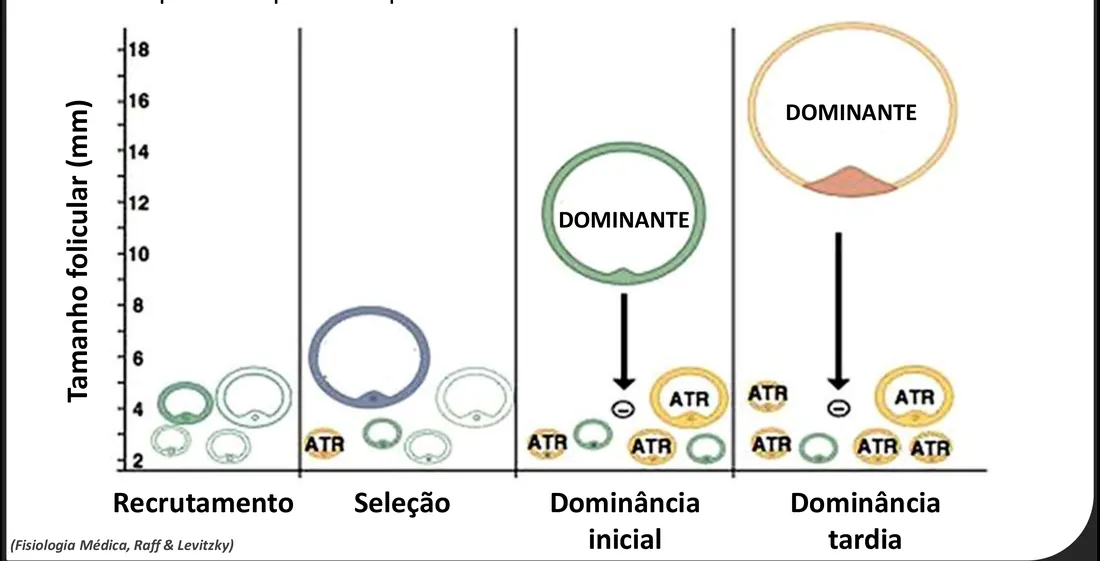 18
16
14
12
10
8
6
4
2
Tamanho folicular (mm)
DOMINANTE
DOMINANTE
ATR
ATR
ATR
ATR
ATR
ATR
ATR
ATR
ATR
Recrutamento
Seleção
Dominância
inicial
Dominância
tardia
(Fisiologia Médica, Raff & Levitzky)